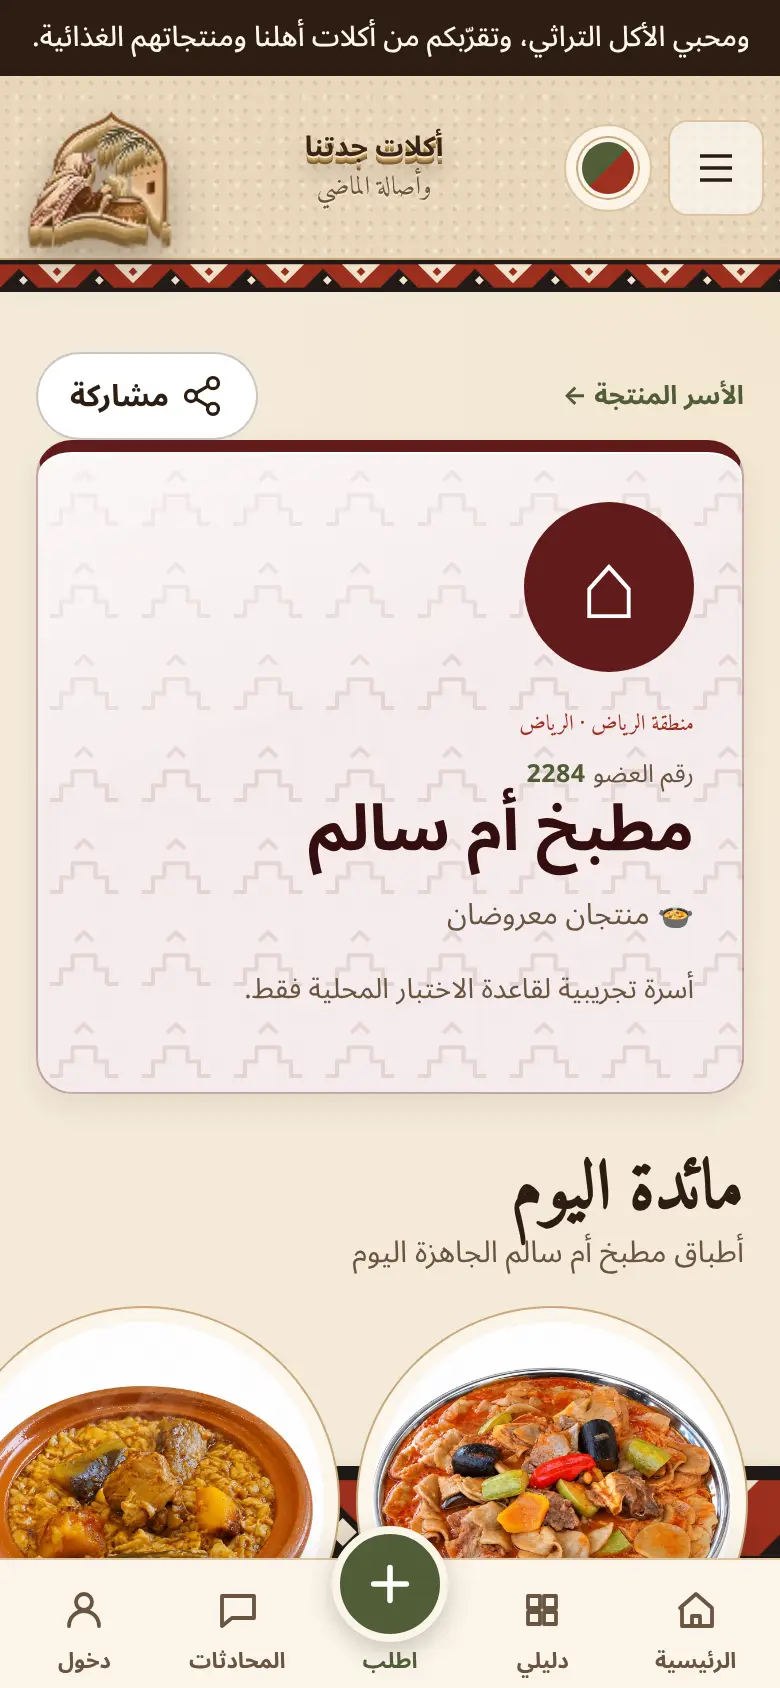 ومحبي الأكل التراثي، وتقرّبكم من أكلات أهلنا ومنتجاتهم الغذائية.
أكلات جدتنا
وأصالة الماضي
الأسر المنتجة ←
مشاركة
منطقة الرياض · الرياض
رقم العضو 2284
مطبخ أم سالم
منتجان معروضان
أسرة تجريبية لقاعدة الاختبار المحلية فقط.
مائدة اليوم
أطباق مطبخ أم سالم الجاهزة اليوم
الرئيسية
دليلي
اطلب
المحادثات
دخول